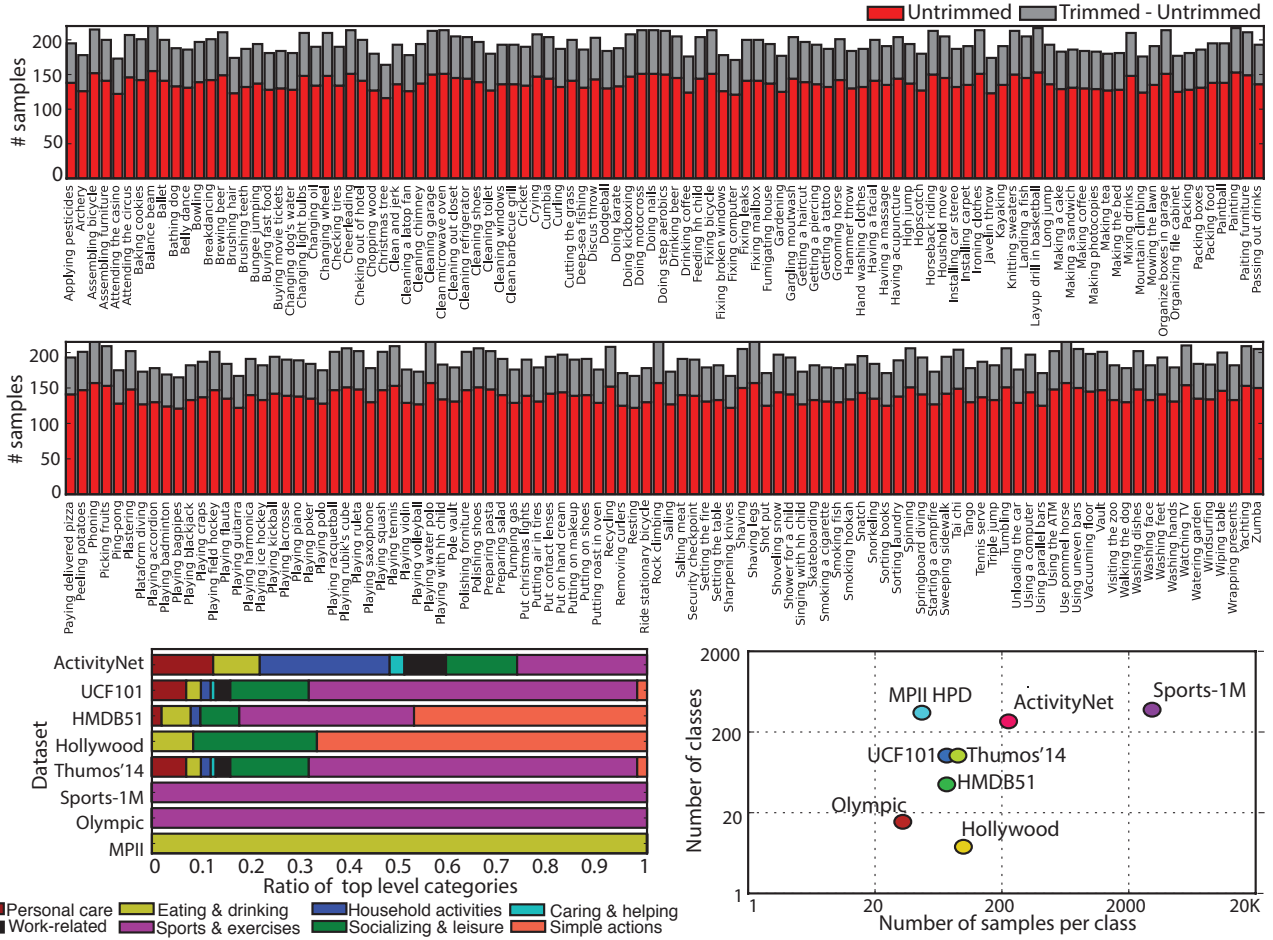 Untrimmed
Trimmed - Untrimmed
# samples
200
150
100
50
0
Applying pesticides
Archery
Assembling bicycle
Assembling furniture
Attending the casino
Attending the circus
Baking cookies
Balance beam
Ballet
Bathing dog
Belly dance
Bowling
Breakdancing
Brewing beer
Brushing hair
Brushing teeth
Bungee jumping
Buying fast food
Buying movie tickets
Changing dog's water
Changing light bulbs
Changing oil
Changing wheel
Checking tires
Cheerleading
Cheking out of hotel
Chopping wood
Christmas tree
Clean and jerk
Cleaning a laptop fan
Cleaning chimney
Cleaning garage
Clean microwave oven
Cleaning out closet
Cleaning refrigerator
Cleaning shoes
Cleaning toilet
Cleaning windows
Clean barbecue grill
Cricket
Crying
Cumbia
Curling
Cutting the grass
Deep-sea fishing
Discus throw
Dodgeball
Doing karate
Doing kickboxing
Doing motocross
Doing nails
Doing step aerobics
Drinking beer
Drinking coffee
Feeding hh child
Fixing bicycle
Fixing broken windows
Fixing computer
Fixing leaks
Fixing mailbox
Fumigating house
Gardening
Gargling moutwash
Getting a haircut
Getting a piercing
Getting a tattoo
Grooming horse
Hammer throw
Hand washing clothes
Having a facial
Having a massage
Having acupunture
High jump
Hopscotch
Horseback riding
Household move
Installing car stereo
Installing carpet
Ironing clothes
Javelin throw
Kayaking
Knitting sweaters
Landing fish
Layup drill in basketball
Long jump
Making a cake
Making a sandwich
Making coffee
Making photocopies
Making tea
Making the bed
Mixing drinks
Mountain climbing
Mowing the lawn
Organize boxes in garage
Organizing file cabinet
Packing
Packing boxes
Packing food
Paintball
Painting
Paiting furniture
Passing out drinks
# samples
200
150
100
50
0
Paying delivered pizza
Peeling potatoes
Phoning
Picking fruits
Ping-pong
Plastering
Plataform diving
Playing accordion
Playing badminton
Playing bagpipes
Playing blackjack
Playing craps
Playing field hockey
Playing flauta
Playing guitarra
Playing harmonica
Playing ice hockey
Playing kickball
Playing lacrosse
Playing piano
Playing poker
Playing polo
Playing racquetball
Playing rubik's cube
Playing ruleta
Playing saxophone
Playing squash
Playing tennis
Playing violin
Playing volleyball
Playing water polo
Playing with hh child
Pole vault
Polishing furniture
Polishing shoes
Preparing pasta
Preparing salad
Pumping gas
Put christmas lights
Putting air in tires
Put contact lenses
Put on hand cream
Putting on makeup
Putting on shoes
Putting roast in oven
Removing curlers
Resting
Ride stationary bicycle
Rock climbing
Sailing
Salting meat
Security checkpoint
Setting the fire
Setting the table
Sharpening knives
Shaving
Shaving legs
Shot put
Shoveling snow
Shower for a child
Singing with hh child
Skateboarding
Smoking a cigarette
Smoking fish
Smoking hookah
Snatch
Snorkeling
Sorting books
Sorting laundry
Spinning
Springboard diving
Starting a campfire
Sweeping sidewalk
Tai chi
Tango
Tennis serve
Triple jump
Tumbling
Unloading the car
Using a computer
Using parallel bars
Using the ATM
Use pommel horse
Using uneven bars
Vacuuming floor
Vault
Visiting the zoo
Walking the dog
Washing dishes
Washing face
Washing feet
Washing hands
Watching TV
Watering garden
Windsurfing
Wiping table
Wrapping presents
Yachting
Zumba
Dataset
ActivityNet
UCF101
HMDB51
Hollywood
Thumos'14
Sports-1M
Olympic
MPII
0 0.1 0.2 0.3 0.4 0.5 0.6 0.7 0.8 0.9 1
Ratio of top level categories
Personal care
Eating & drinking
Household activities
Caring & helping
Work-related
Sports & exercises
Socializing & leisure
Simple actions
Number of classes
2000
200
20
1
MPII HPD
ActivityNet
Sports-1M
UCF101
Thumos'14
HMDB51
Olympic
Hollywood
1 20 200 2000 20K
Number of samples per class